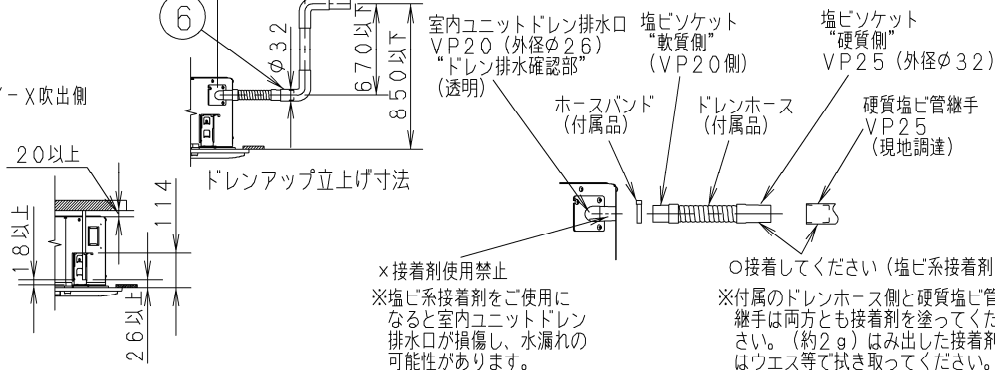 6
φ32
670以下
850以下
－X吹出側
ドレンアップ立上げ寸法
20以上
18以上
114
26以上
室内ユニットドレン排水口
VP20（外径φ26）
“ドレン排水確認部”
（透明）
塩ビソケット
“軟質側”
（VP20側）
塩ビソケット
“硬質側”
VP25（外径φ32）
ホースバンド
（付属品）
ドレンホース
（付属品）
硬質塩ビ管継手
VP25
（現地調達）
×接着剤使用禁止
※塩ビ系接着剤をご使用に
なると室内ユニットドレン
排水口が損傷し、水漏れの
可能性があります。
○接着してください（塩ビ系接着剤
※付属のドレンホース側と硬質塩ビ管
継手は両方とも接着剤を塗ってくだ
さい。（約2g）はみ出した接着剤
はウエス等で拭き取ってください。